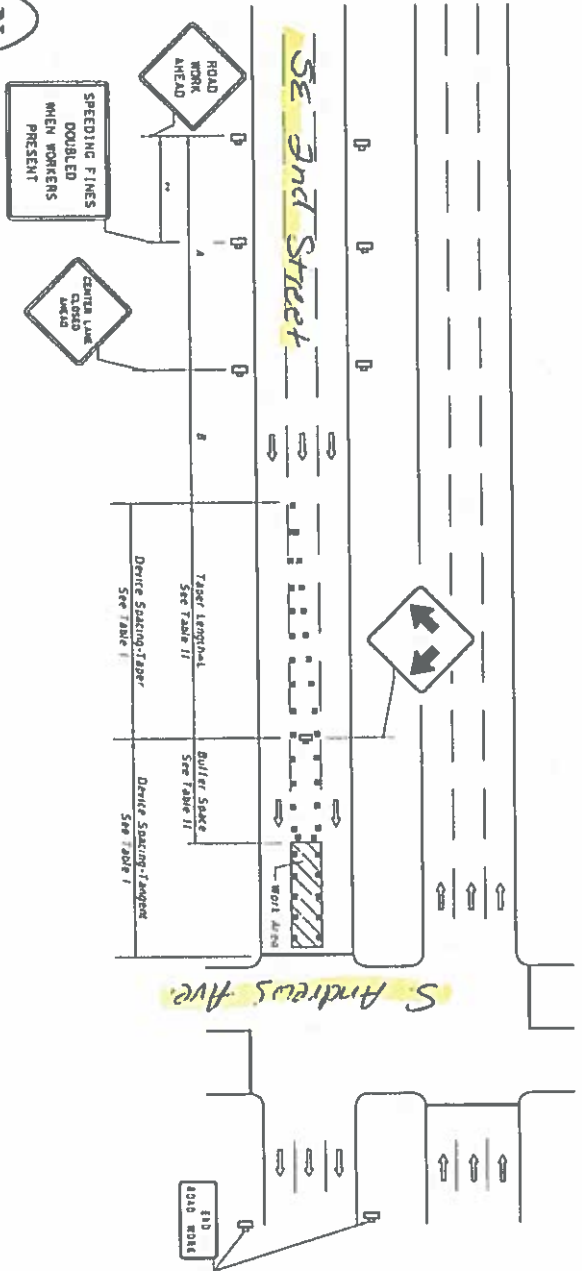 ROAD
WORK
AHEAD
SPEEDING FINES
DOUBLED
WHEN WORKERS
PRESENT
CENTER LANE
CLOSED
AHEAD
SE 2nd Street
A
B
Taper Length-L
See Table II
Buffer Space
See Table II
Device Spacing-Taper
See Table I
Device Spacing-Tangent
See Table I
Work Area
S. Andrews Ave.
END
ROAD WORK